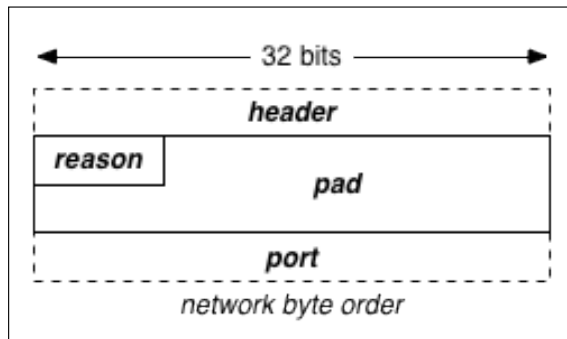 32 bits
header
reason
pad
port
network byte order